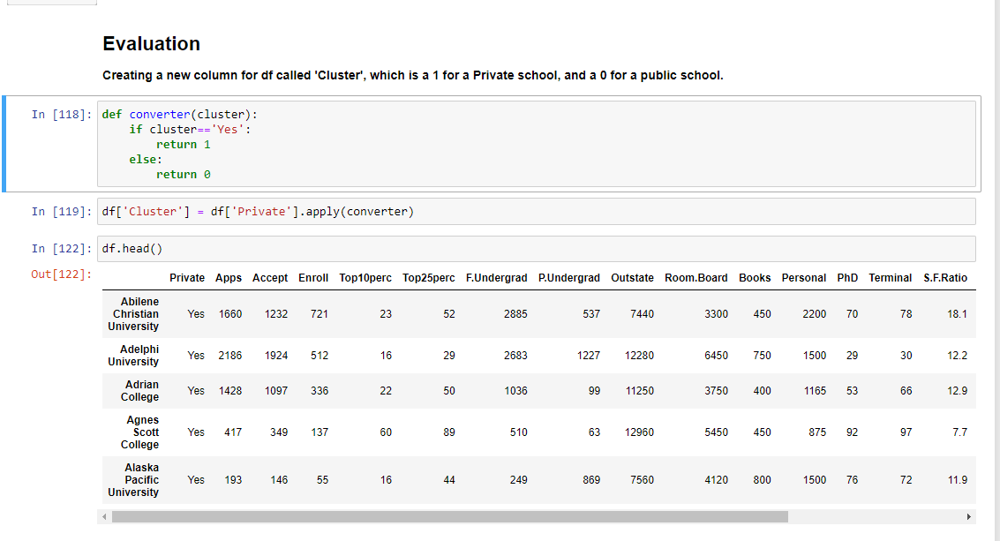 Evaluation
Creating a new column for df called 'Cluster', which is a 1 for a Private school, and a 0 for a public school.
In [118]: def converter(cluster):
    if cluster=='Yes':
        return 1
    else:
        return 0
In [119]: df['Cluster'] = df['Private'].apply(converter)
In [122]: df.head()
Out[122]:
Private Apps Accept Enroll Top10perc Top25perc F.Undergrad P.Undergrad Outstate Room.Board Books Personal PhD Terminal S.F.Ratio
Abilene
Christian
University Yes 1660 1232 721 23 52 2885 537 7440 3300 450 2200 70 78 18.1
Adelphi
University Yes 2186 1924 512 16 29 2683 1227 12280 6450 750 1500 29 30 12.2
Adrian
College Yes 1428 1097 336 22 50 1036 99 11250 3750 400 1165 53 66 12.9
Agnes
Scott
College Yes 417 349 137 60 89 510 63 12960 5450 450 875 92 97 7.7
Alaska
Pacific
University Yes 193 146 55 16 44 249 869 7560 4120 800 1500 76 72 11.9